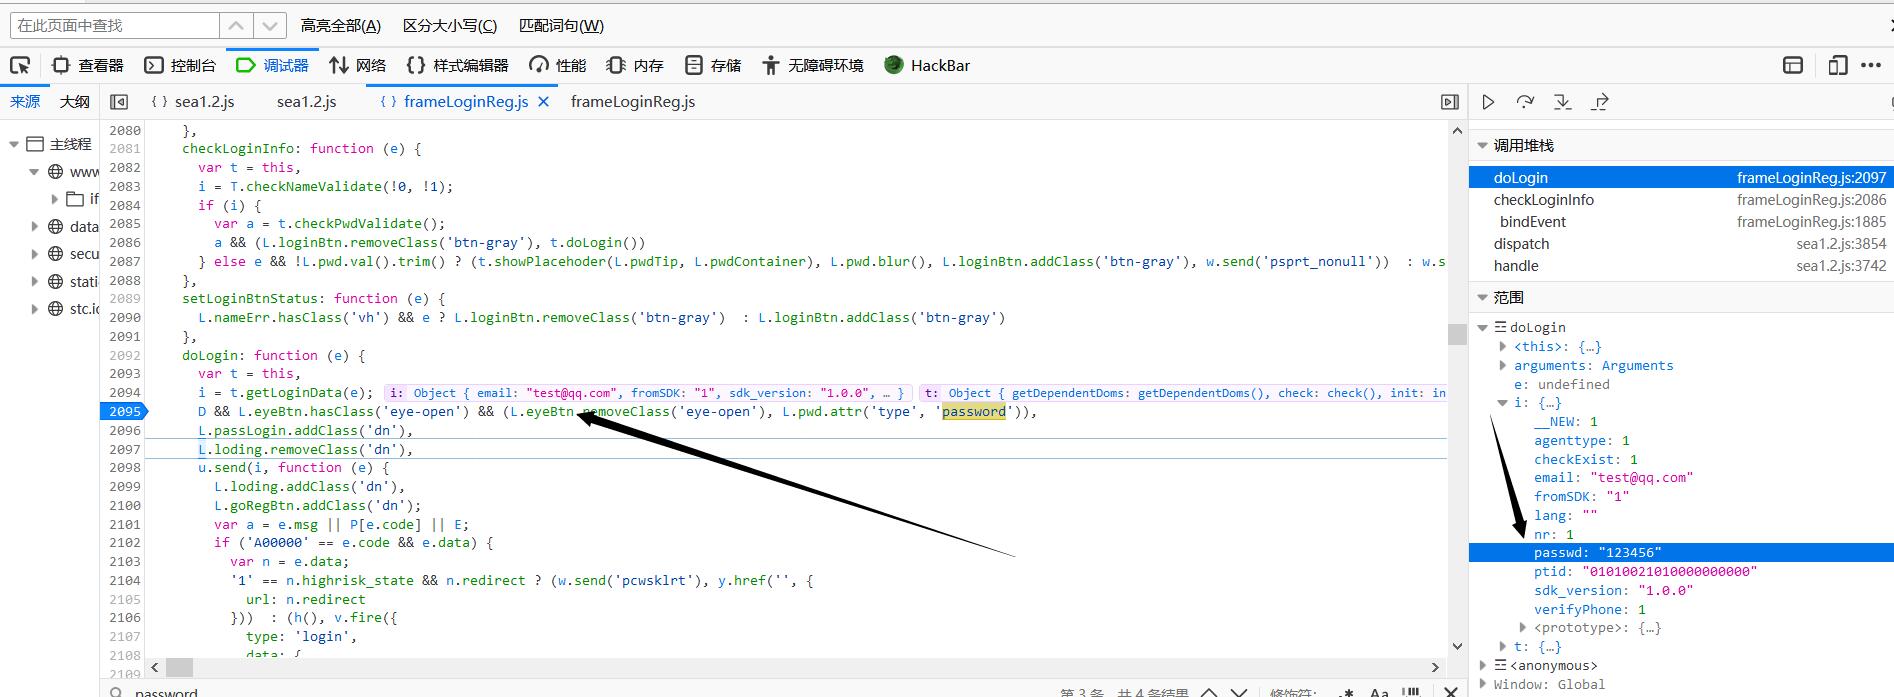 在此页面中查找 高亮全部(A) 区分大小写(C) 匹配词句(W)
查看器 控制台 调试器 网络 样式编辑器 性能 内存 存储 无障碍环境 HackBar
来源 大纲 { } sea1.2.js sea1.2.js { } frameLoginReg.js frameLoginReg.js
主线程
www
if
data
secu
stati
stc.ic
2080 },
2081 checkLoginInfo: function (e) {
2082 var t = this,
2083 i = T.checkNameValidate(!0, !1);
2084 if (i) {
2085 var a = t.checkPwdValidate();
2086 a && (L.loginBtn.removeClass('btn-gray'), t.doLogin())
2087 } else e && !L.pwd.val().trim() ? (t.showPlacehoder(L.pwdTip, L.pwdContainer), L.pwd.blur(), L.loginBtn.addClass('btn-gray'), w.send('psprt_nonull')) : w.s
2088 },
2089 setLoginBtnStatus: function (e) {
2090 L.nameErr.hasClass('vh') && e ? L.loginBtn.removeClass('btn-gray') : L.loginBtn.addClass('btn-gray')
2091 },
2092 doLogin: function (e) {
2093 var t = this,
2094 i = t.getLoginData(e); i: Object { email: "test@qq.com", fromSDK: "1", sdk_version: "1.0.0", … } t: Object { getDependentDoms: getDependentDoms(), check: check(), init: in
2095 D && L.eyeBtn.hasClass('eye-open') && (L.eyeBtn.removeClass('eye-open'), L.pwd.attr('type', 'password')),
2096 L.passLogin.addClass('dn'),
2097 L.loding.removeClass('dn'),
2098 u.send(i, function (e) {
2099 L.loding.addClass('dn'),
2100 L.goRegBtn.addClass('dn');
2101 var a = e.msg || P[e.code] || E;
2102 if ('A00000' == e.code && e.data) {
2103 var n = e.data;
2104 '1' == n.highrisk_state && n.redirect ? (w.send('pcwsklrt'), y.href('', {
2105 url: n.redirect
2106 })) : (h(), v.fire({
2107 type: 'login',
2108 data: {
2109
password 第 3 条，共 4 条结果 修饰符: .* Aa
调用堆栈
doLogin frameLoginReg.js:2097
checkLoginInfo frameLoginReg.js:2086
bindEvent frameLoginReg.js:1885
dispatch sea1.2.js:3854
handle sea1.2.js:3742
范围
doLogin
<this>: {…}
arguments: Arguments
e: undefined
i: {…}
__NEW: 1
agenttype: 1
checkExist: 1
email: "test@qq.com"
fromSDK: "1"
lang: ""
nr: 1
passwd: "123456"
ptid: "01010021010000000000"
sdk_version: "1.0.0"
verifyPhone: 1
<prototype>: {…}
t: {…}
<anonymous>
Window: Global